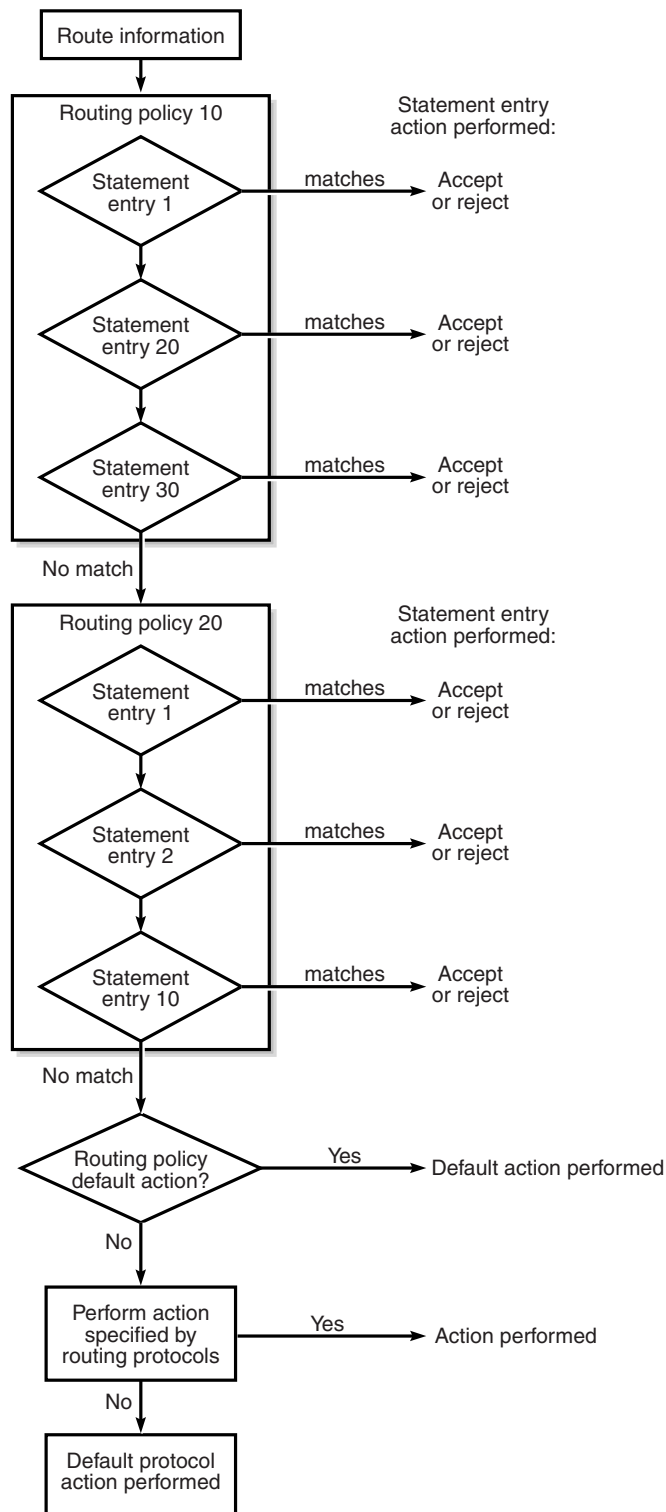 Route information
Routing policy 10
Statement entry
action performed:
Statement
entry 1
matches
Accept
or reject
Statement
entry 20
matches
Accept
or reject
Statement
entry 30
matches
Accept
or reject
No match
Routing policy 20
Statement entry
action performed:
Statement
entry 1
matches
Accept
or reject
Statement
entry 2
matches
Accept
or reject
Statement
entry 10
matches
Accept
or reject
No match
Routing policy
default action?
Yes
Default action performed
No
Perform action
specified by
routing protocols
Yes
Action performed
No
Default protocol
action performed